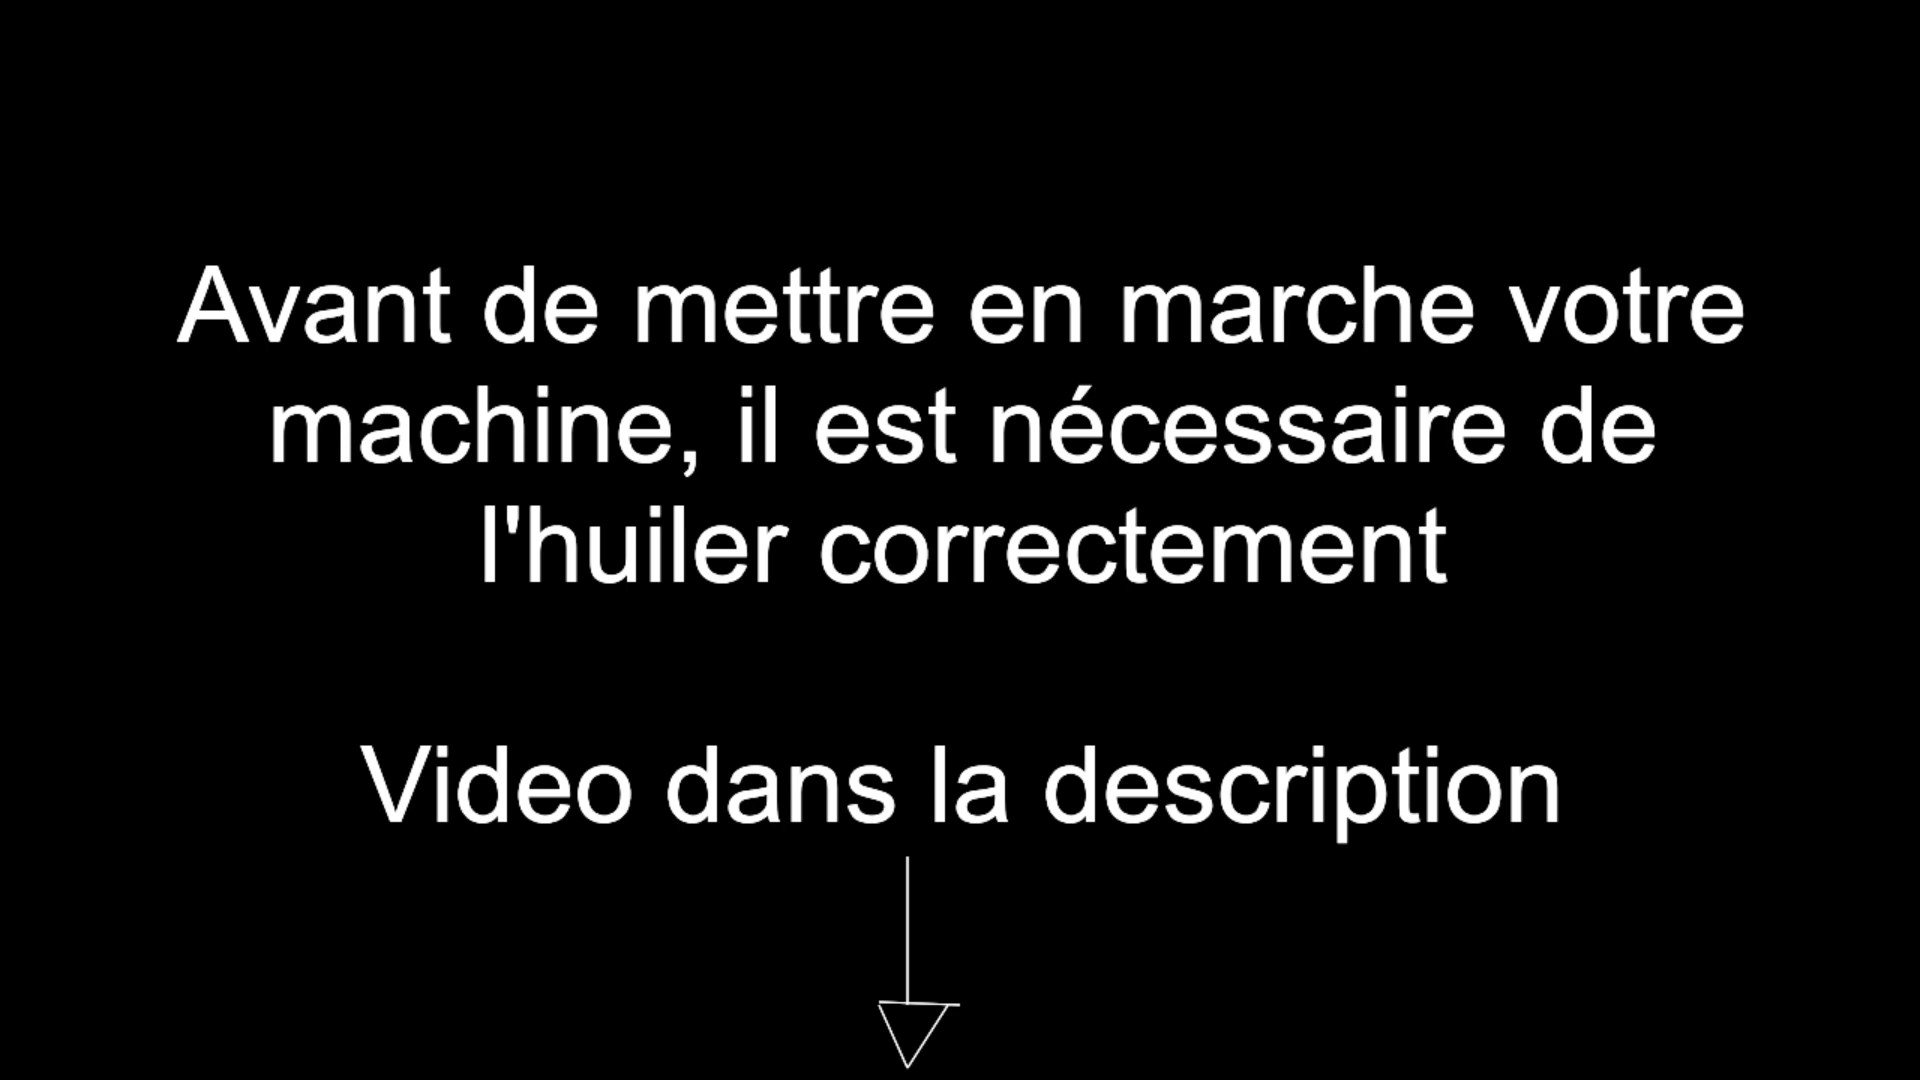 Avant de mettre en marche votre
machine, il est nécessaire de
l'huiler correctement
Video dans la description